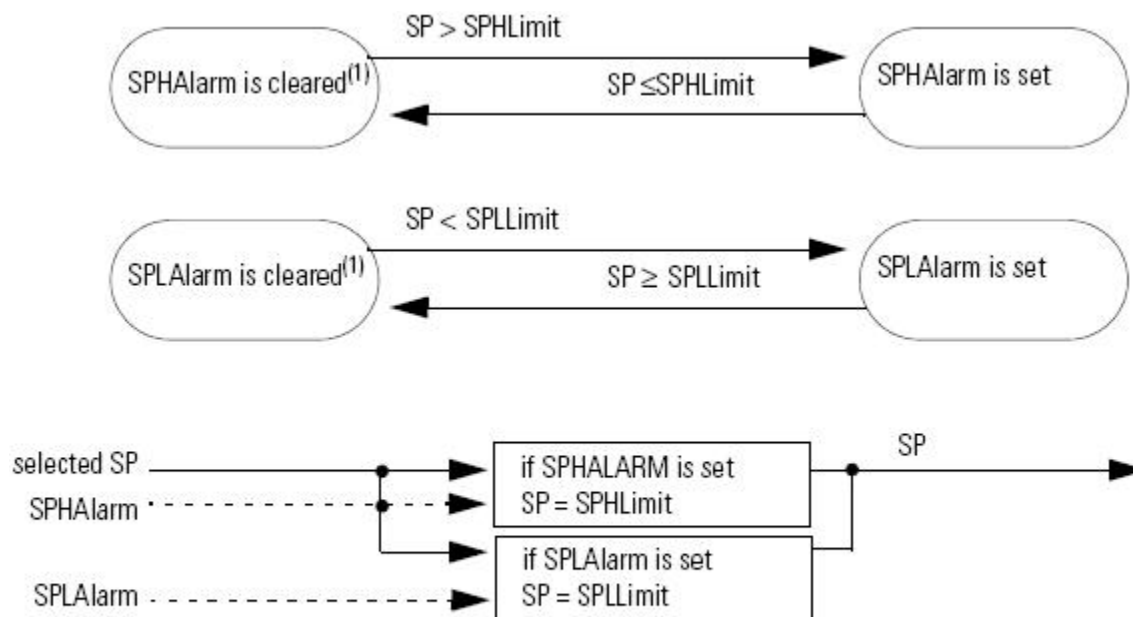 SP > SPHLimit
SPHAlarm is cleared(1)
SP ≤SPHLimit
SPHAlarm is set
SP < SPLLimit
SPLAlarm is cleared(1)
SP ≥ SPLLimit
SPLAlarm is set
selected SP
SPHAlarm
if SPHALARM is set
SP = SPHLimit
SP
SPLAlarm
if SPLAlarm is set
SP = SPLLimit